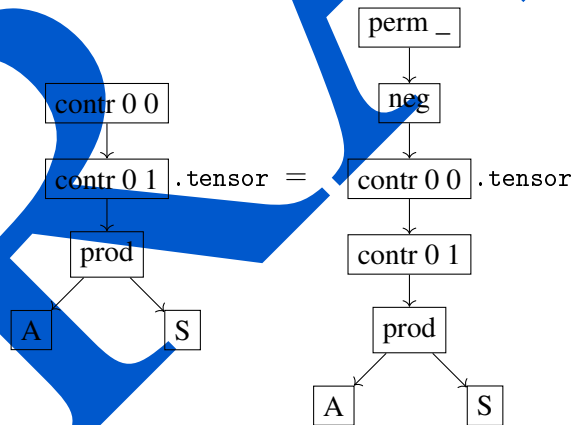 perm _
contr 0 0
neg
contr 0 1 .tensor = contr 0 0 .tensor
prod
contr 0 1
A S
prod
A S